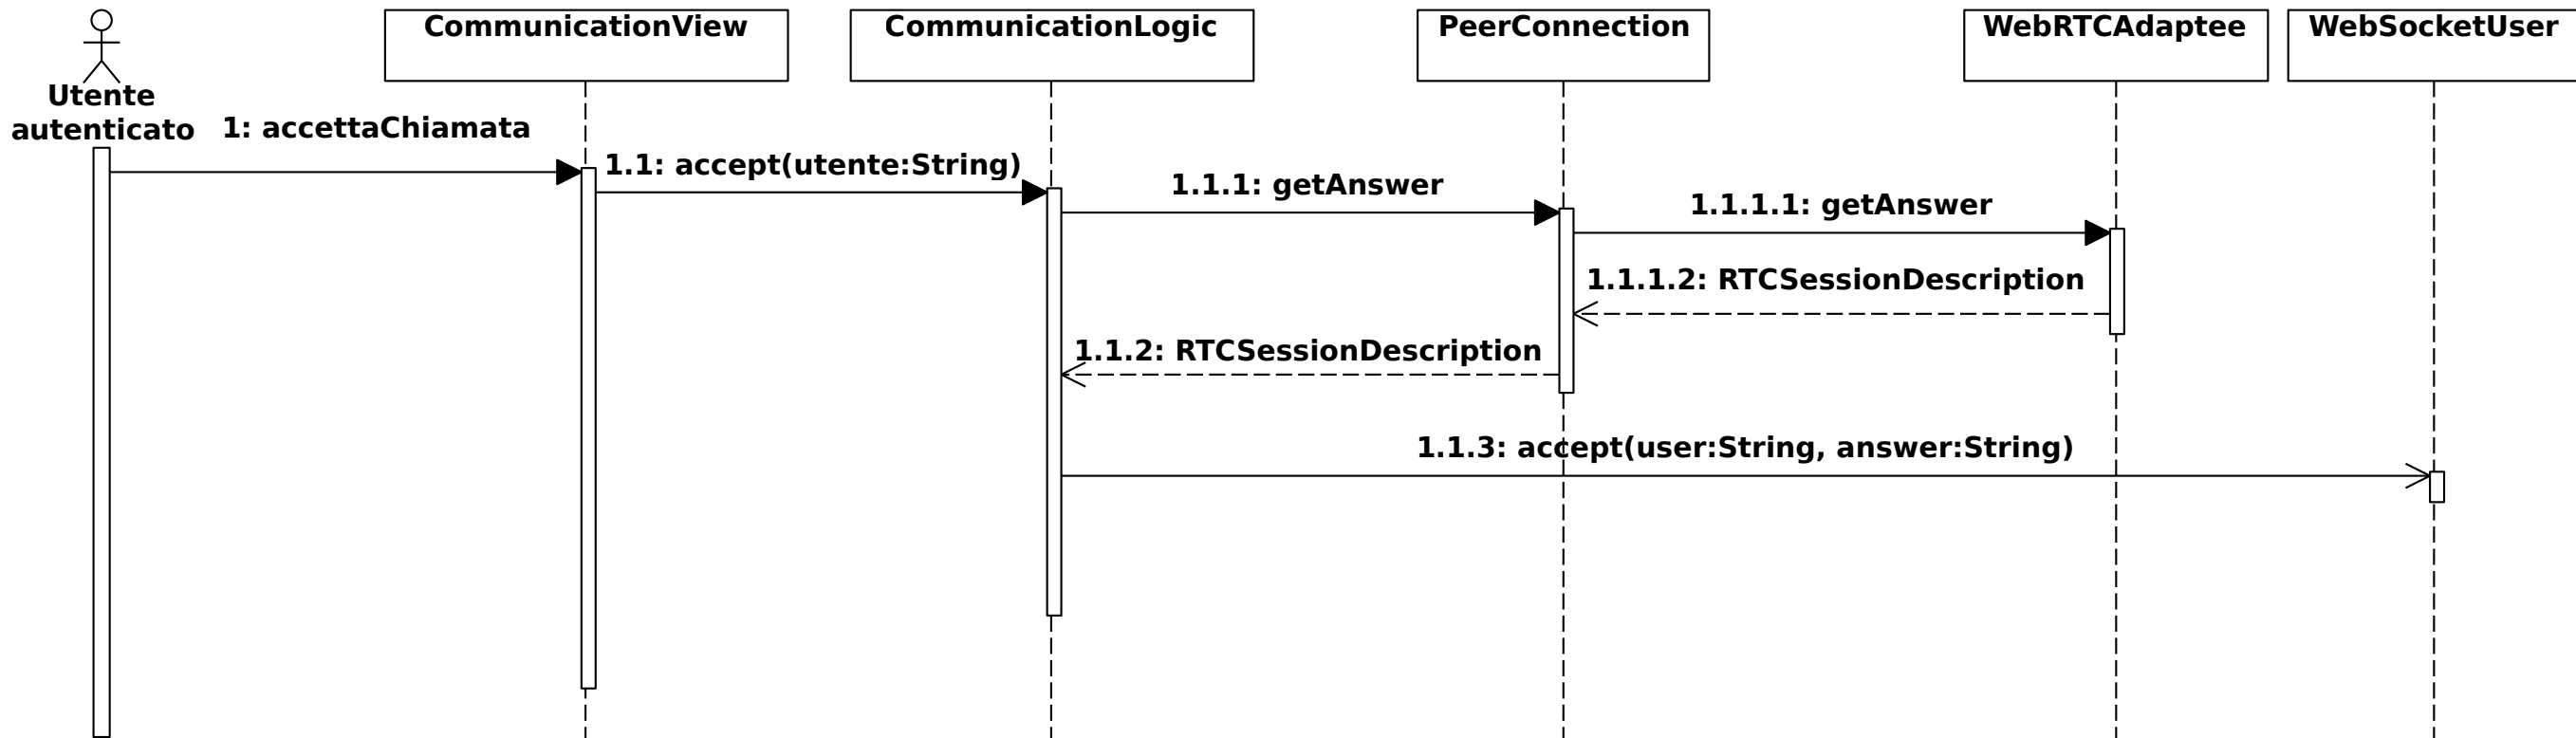 CommunicationView
CommunicationLogic
PeerConnection
WebRTCAdaptee
WebSocketUser
Utente
autenticato
1: accettaChiamata
1.1: accept(utente:String)
1.1.1: getAnswer
1.1.1.1: getAnswer
1.1.1.2: RTCSessionDescription
1.1.2: RTCSessionDescription
1.1.3: accept(user:String, answer:String)